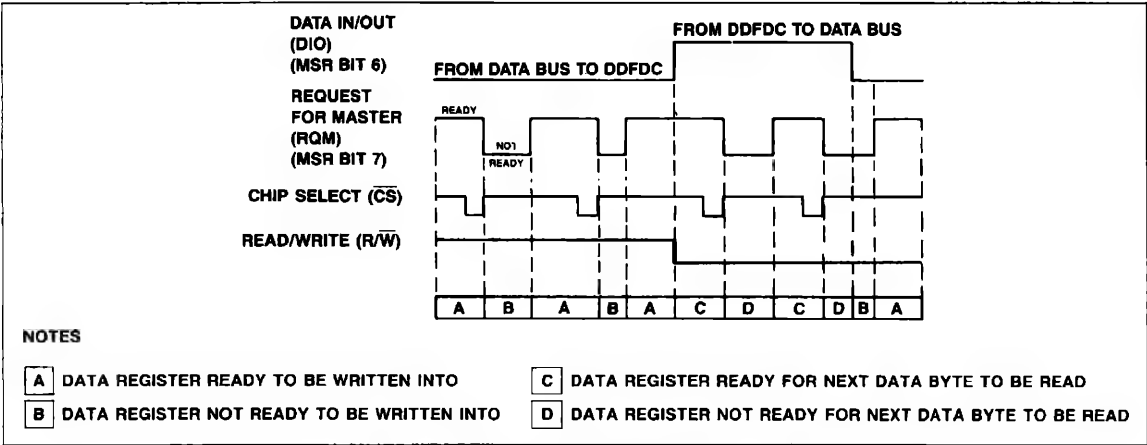 DATA IN/OUT
(DIO)
(MSR BIT 6)
FROM DATA BUS TO DDFDC
FROM DDFDC TO DATA BUS
REQUEST
FOR MASTER
(RQM)
(MSR BIT 7)
READY
NOT
READY
CHIP SELECT (C̅S̅)
READ/WRITE (R/W̅)
A B A B A C D C D B A
NOTES
A DATA REGISTER READY TO BE WRITTEN INTO
B DATA REGISTER NOT READY TO BE WRITTEN INTO
C DATA REGISTER READY FOR NEXT DATA BYTE TO BE READ
D DATA REGISTER NOT READY FOR NEXT DATA BYTE TO BE READ